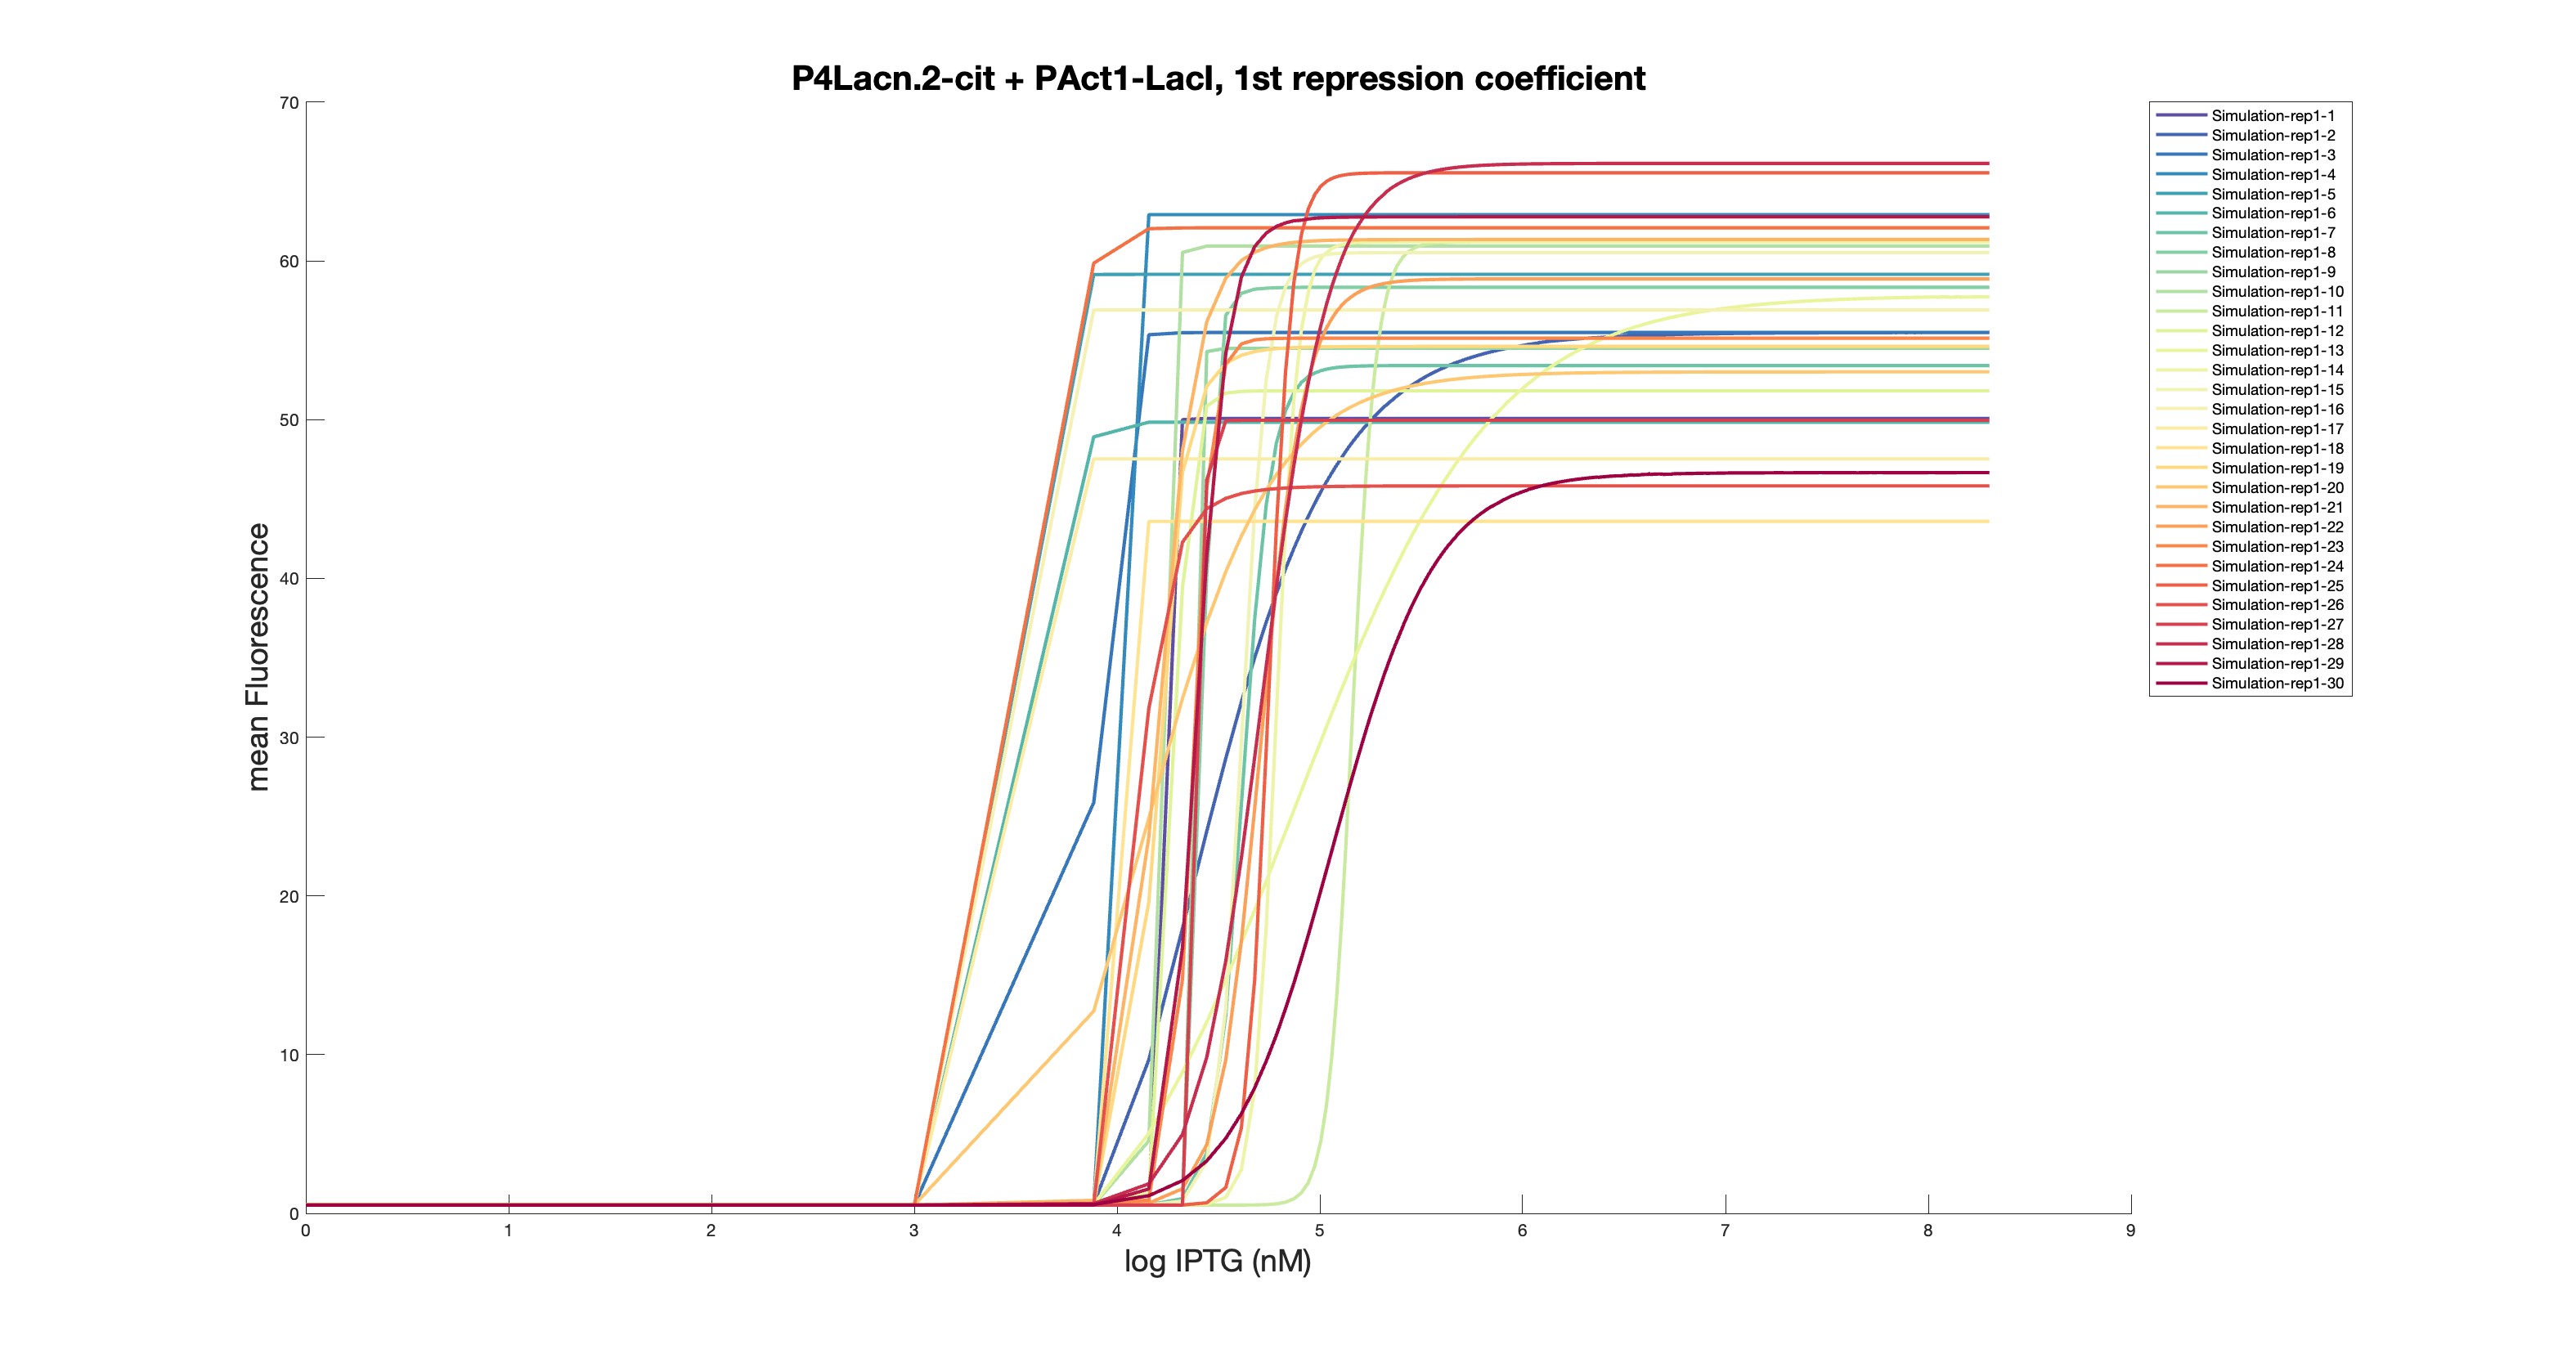 P4Lacn.2-cit + PAct1-LacI, 1st repression coefficient
70
60
50
40
30
20
10
0
mean Fluorescence
0 1 2 3 4 5 6 7 8 9
log IPTG (nM)
Simulation-rep1-1
Simulation-rep1-2
Simulation-rep1-3
Simulation-rep1-4
Simulation-rep1-5
Simulation-rep1-6
Simulation-rep1-7
Simulation-rep1-8
Simulation-rep1-9
Simulation-rep1-10
Simulation-rep1-11
Simulation-rep1-12
Simulation-rep1-13
Simulation-rep1-14
Simulation-rep1-15
Simulation-rep1-16
Simulation-rep1-17
Simulation-rep1-18
Simulation-rep1-19
Simulation-rep1-20
Simulation-rep1-21
Simulation-rep1-22
Simulation-rep1-23
Simulation-rep1-24
Simulation-rep1-25
Simulation-rep1-26
Simulation-rep1-27
Simulation-rep1-28
Simulation-rep1-29
Simulation-rep1-30